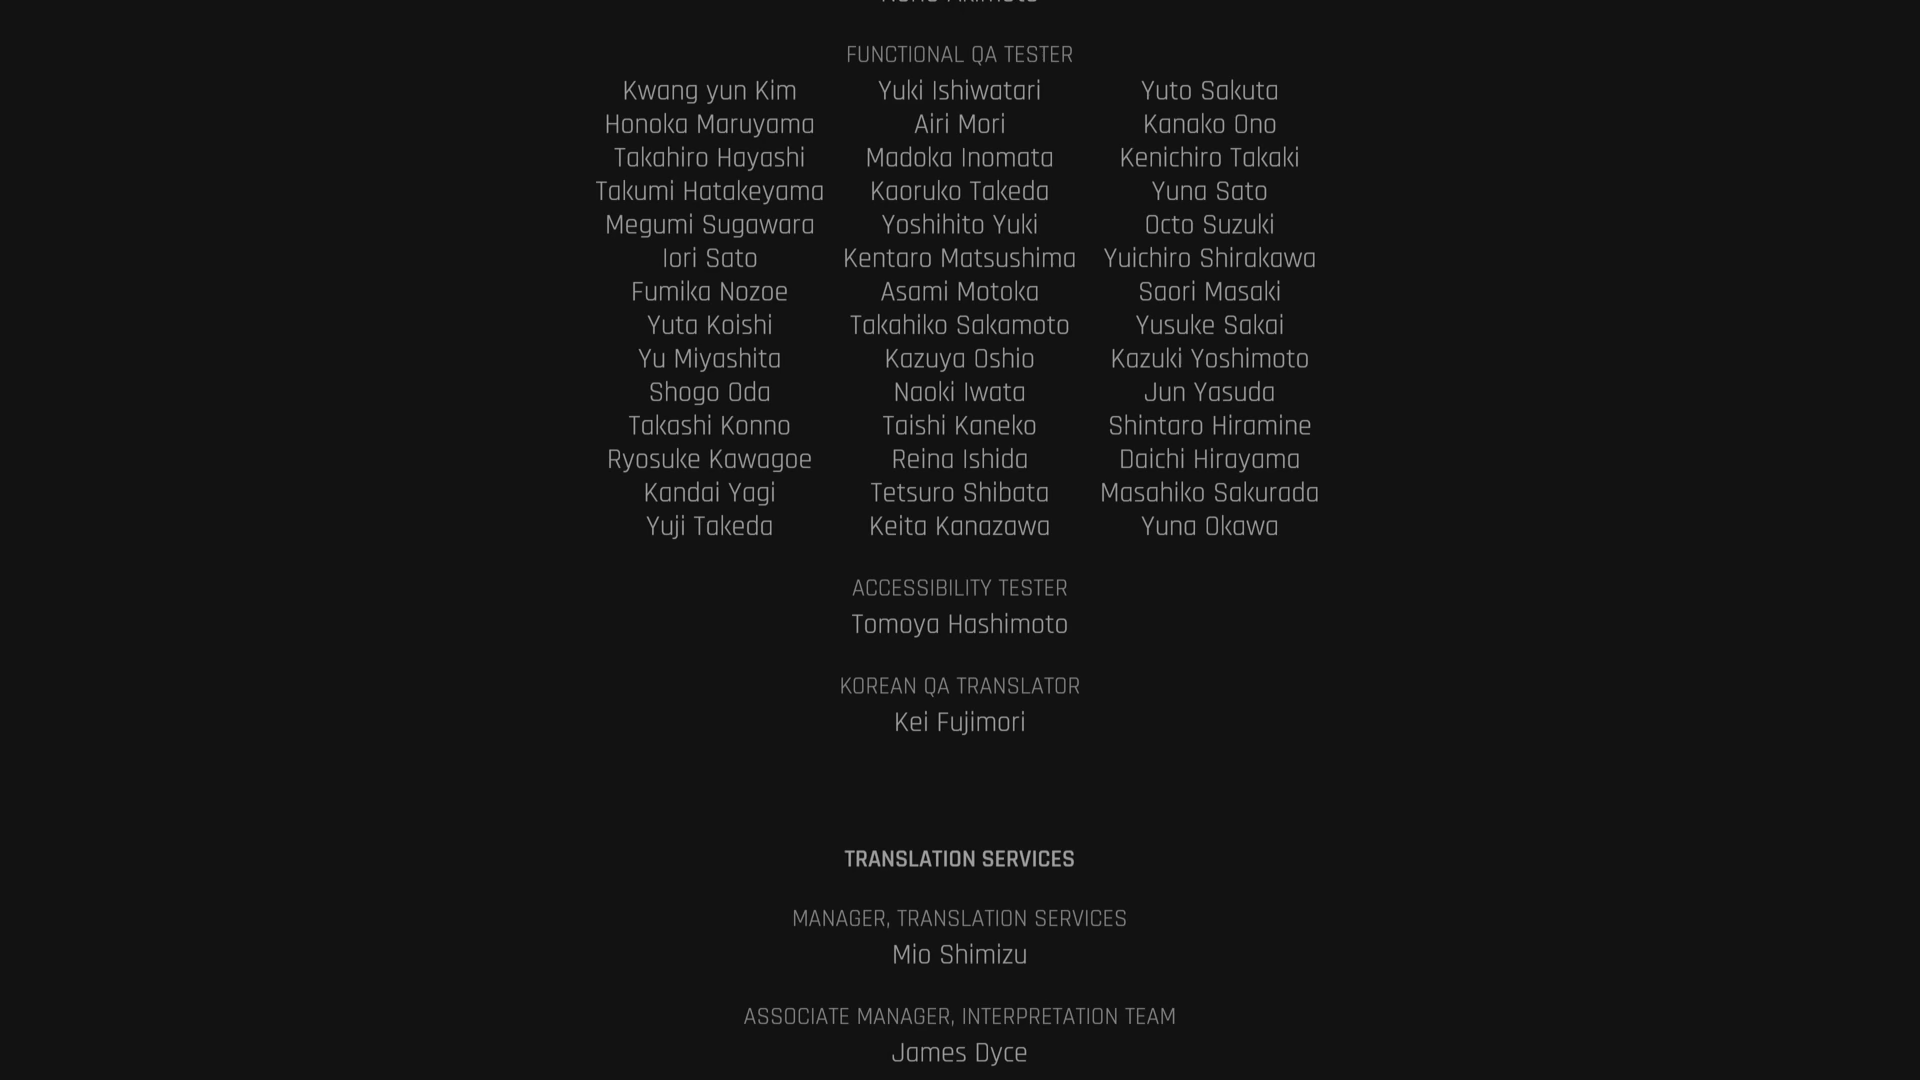 FUNCTIONAL QA TESTER
Kwang yun Kim Yuki Ishiwatari Yuto Sakuta
Honoka Maruyama Airi Mori Kanako Ono
Takahiro Hayashi Madoka Inomata Kenichiro Takaki
Takumi Hatakeyama Kaoruko Takeda Yuna Sato
Megumi Sugawara Yoshihito Yuki Octo Suzuki
Iori Sato Kentaro Matsushima Yuichiro Shirakawa
Fumika Nozoe Asami Motoka Saori Masaki
Yuta Koishi Takahiko Sakamoto Yusuke Sakai
Yu Miyashita Kazuya Oshio Kazuki Yoshimoto
Shogo Oda Naoki Iwata Jun Yasuda
Takashi Konno Taishi Kaneko Shintaro Hiramine
Ryosuke Kawagoe Reina Ishida Daichi Hirayama
Kandai Yagi Tetsuro Shibata Masahiko Sakurada
Yuji Takeda Keita Kanazawa Yuna Okawa
ACCESSIBILITY TESTER
Tomoya Hashimoto
KOREAN QA TRANSLATOR
Kei Fujimori
TRANSLATION SERVICES
MANAGER, TRANSLATION SERVICES
Mio Shimizu
ASSOCIATE MANAGER, INTERPRETATION TEAM
James Dyce